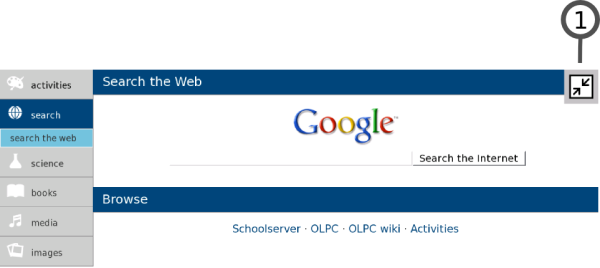 1
activities
search
search the web
science
books
media
images
Search the Web
Google™
Search the Internet
Browse
Schoolserver · OLPC · OLPC wiki · Activities